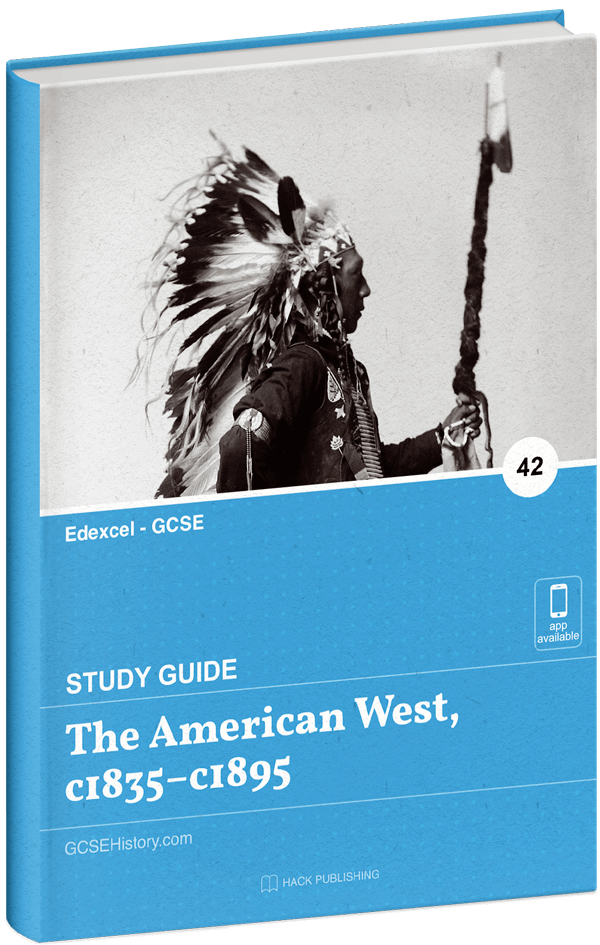 42
Edexcel - GCSE
app
available
STUDY GUIDE
The American West,
c1835–c1895
GCSEHistory.com
HACK PUBLISHING